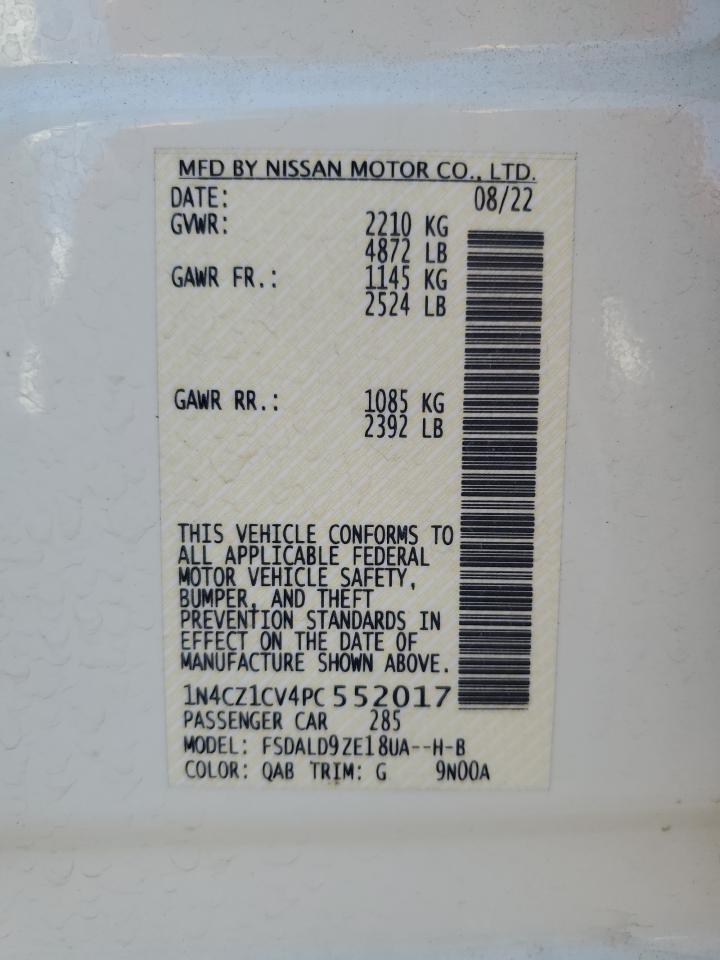 MFD BY NISSAN MOTOR CO., LTD.
DATE: 08/22
GVWR: 2210 KG
4872 LB
GAWR FR.: 1145 KG
2524 LB
GAWR RR.: 1085 KG
2392 LB
THIS VEHICLE CONFORMS TO
ALL APPLICABLE FEDERAL
MOTOR VEHICLE SAFETY,
BUMPER, AND THEFT
PREVENTION STANDARDS IN
EFFECT ON THE DATE OF
MANUFACTURE SHOWN ABOVE.
1N4CZ1CV4PC552017
PASSENGER CAR 285
MODEL: FSDALD9ZE18UA--H-B
COLOR: QAB TRIM: G 9N00A